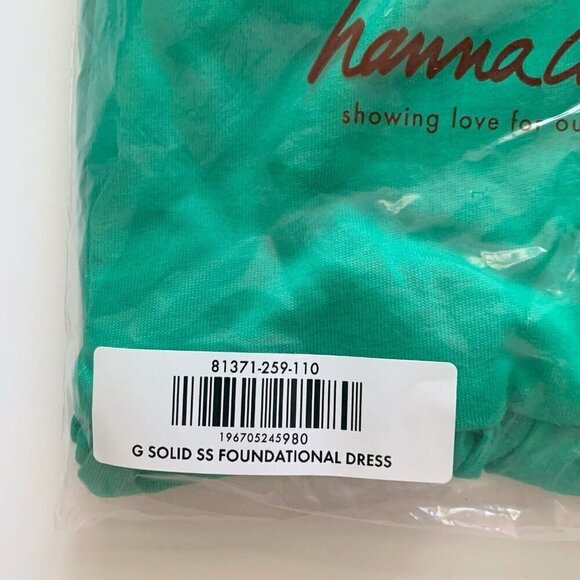 hanna
showing love for
81371-259-110
196705245980
G SOLID SS FOUNDATIONAL DRESS